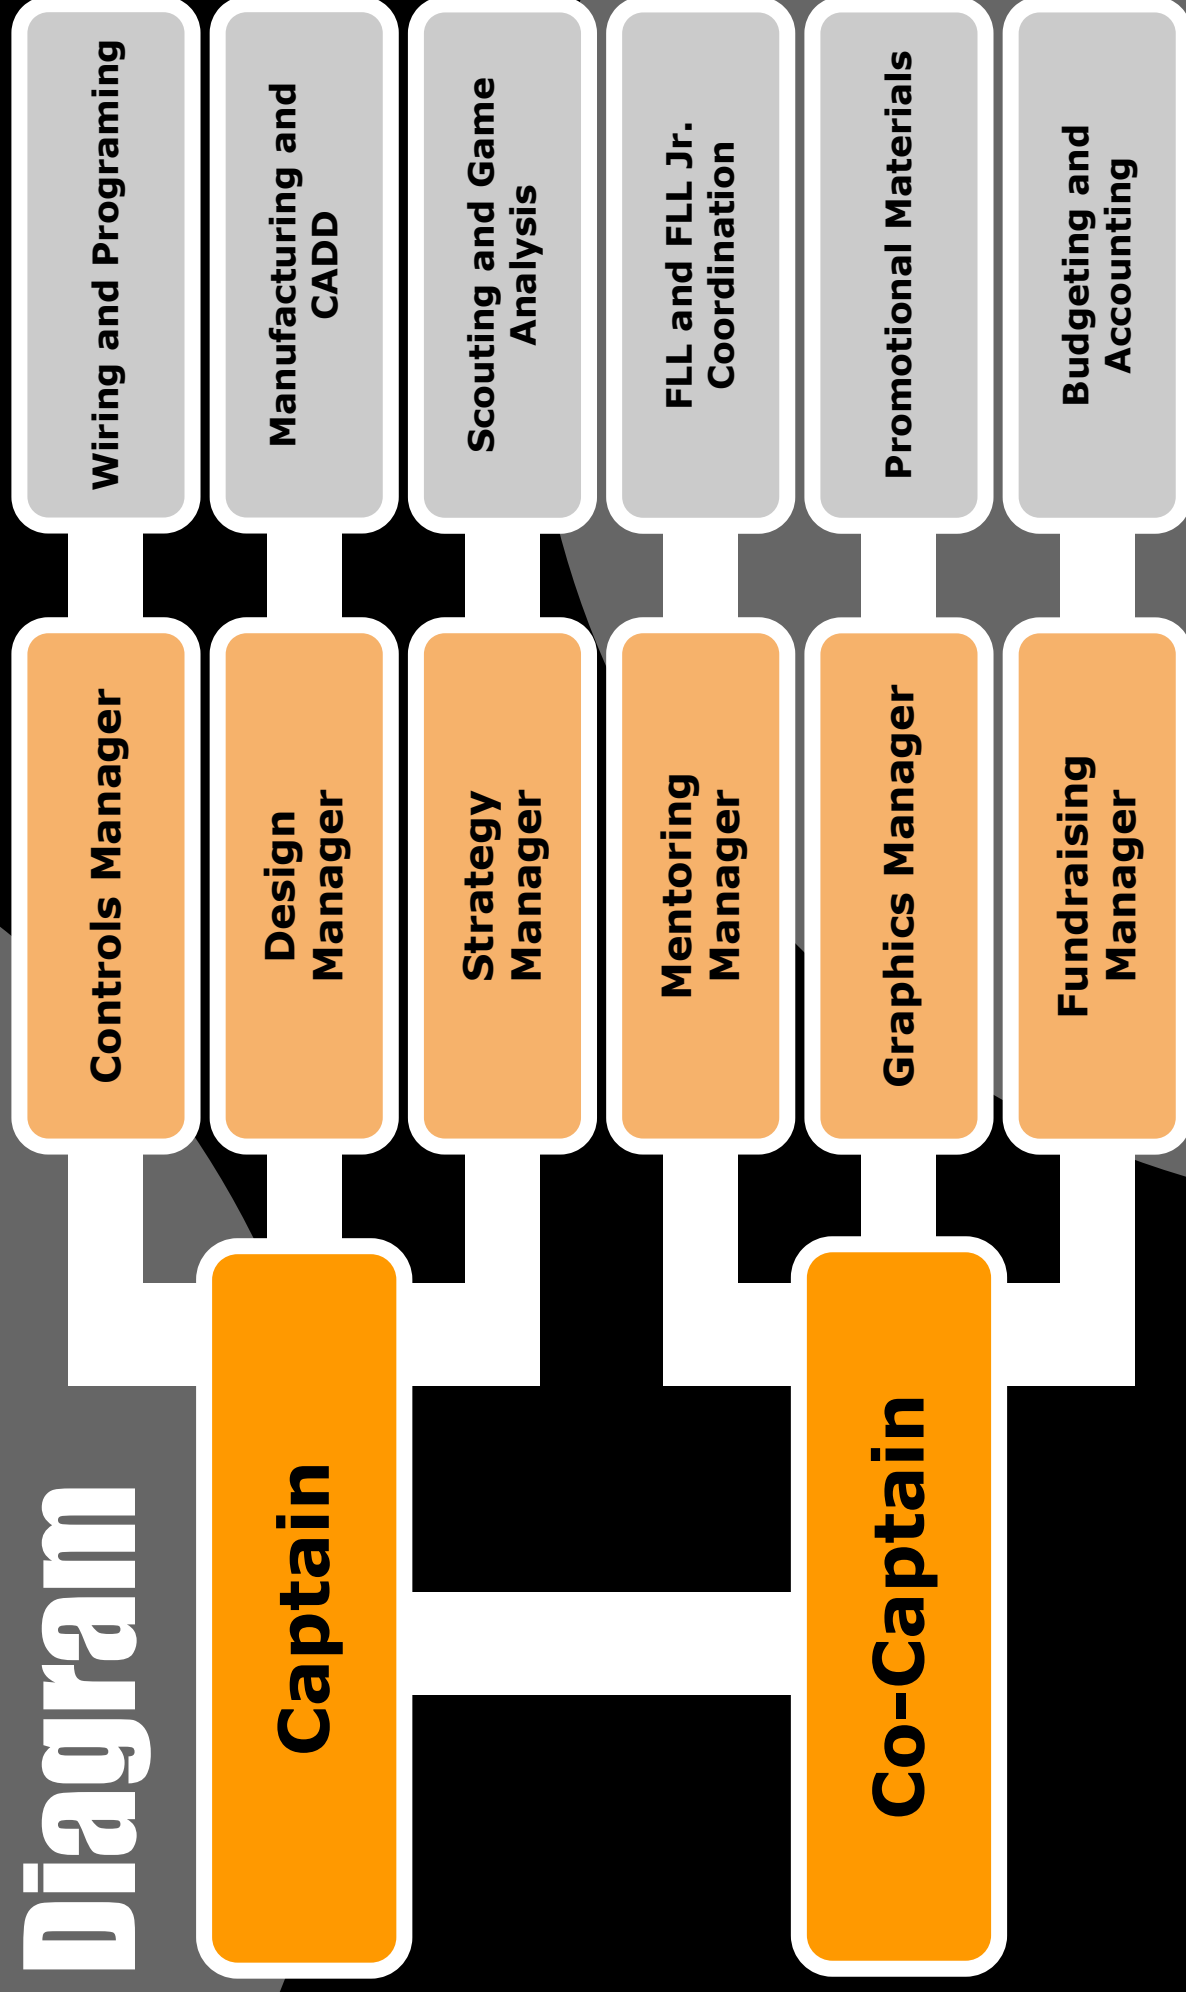 Diagram
Captain
Controls Manager
Wiring and Programing
Design
Manager
Manufacturing and
CADD
Strategy
Manager
Scouting and Game
Analysis
Co-Captain
Mentoring
Manager
FLL and FLL Jr.
Coordination
Graphics Manager
Promotional Materials
Fundraising
Manager
Budgeting and
Accounting